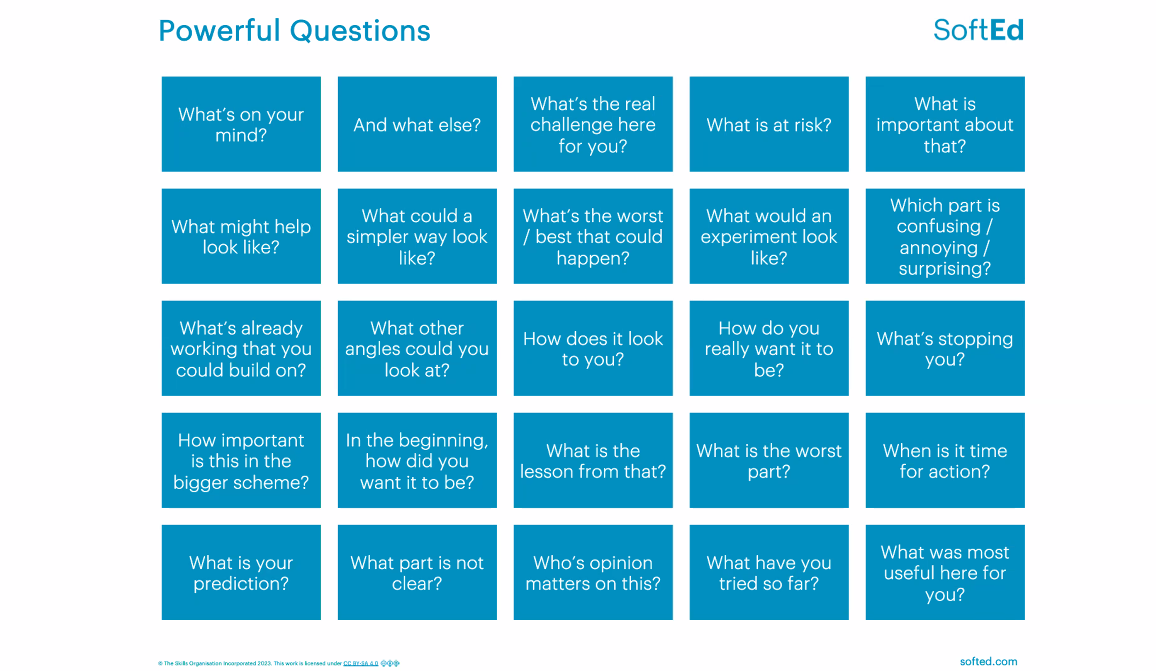 Powerful Questions
SoftEd
What's on your
mind?
And what else?
What's the real
challenge here
for you?
What is at risk?
What is
important about
that?
What might help
look like?
What could a
simpler way look
like?
What's the worst
/ best that could
happen?
What would an
experiment look
like?
Which part is
confusing /
annoying /
surprising?
What's already
working that you
could build on?
What other
angles could you
look at?
How does it look
to you?
How do you
really want it to
be?
What's stopping
you?
How important
is this in the
bigger scheme?
In the beginning,
how did you
want it to be?
What is the
lesson from that?
What is the worst
part?
When is it time
for action?
What is your
prediction?
What part is not
clear?
Who's opinion
matters on this?
What have you
tried so far?
What was most
useful here for
you?
© The Skills Organisation Incorporated 2023. This work is licensed under CC BY-SA 4.0
softed.com